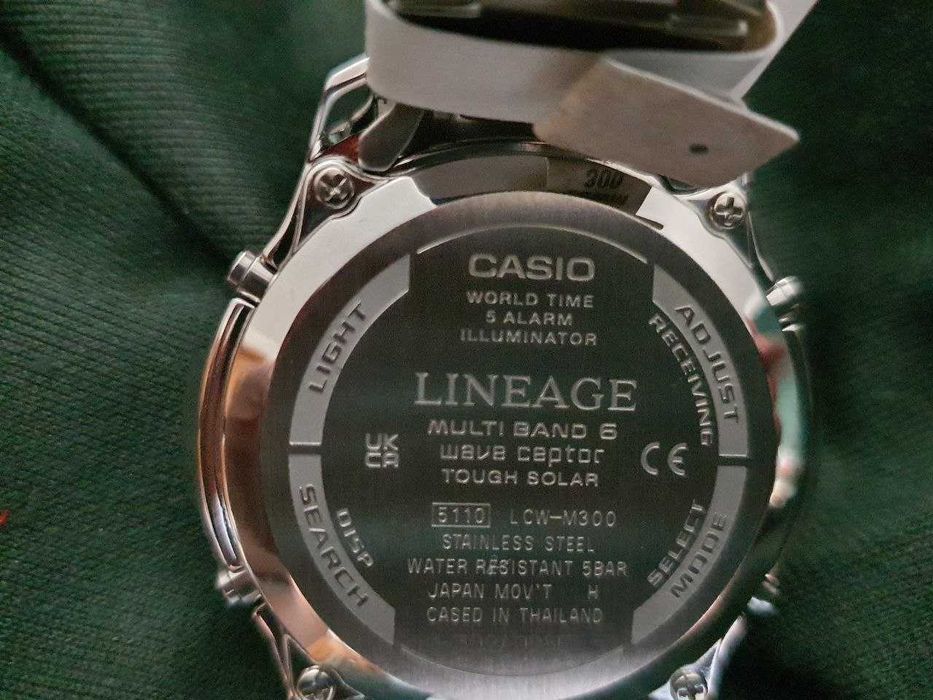 300
CASIO
WORLD TIME
5 ALARM
ILLUMINATOR
LIGHT
ADJUST
RECEIVING
LINEAGE
MULTI BAND 6
wave ceptor
TOUGH SOLAR
UK
CA
CE
5110 LCW-M300
STAINLESS STEEL
WATER RESISTANT 5BAR
JAPAN MOV'T H
CASED IN THAILAND
DISP
SEARCH
SELECT
MODE